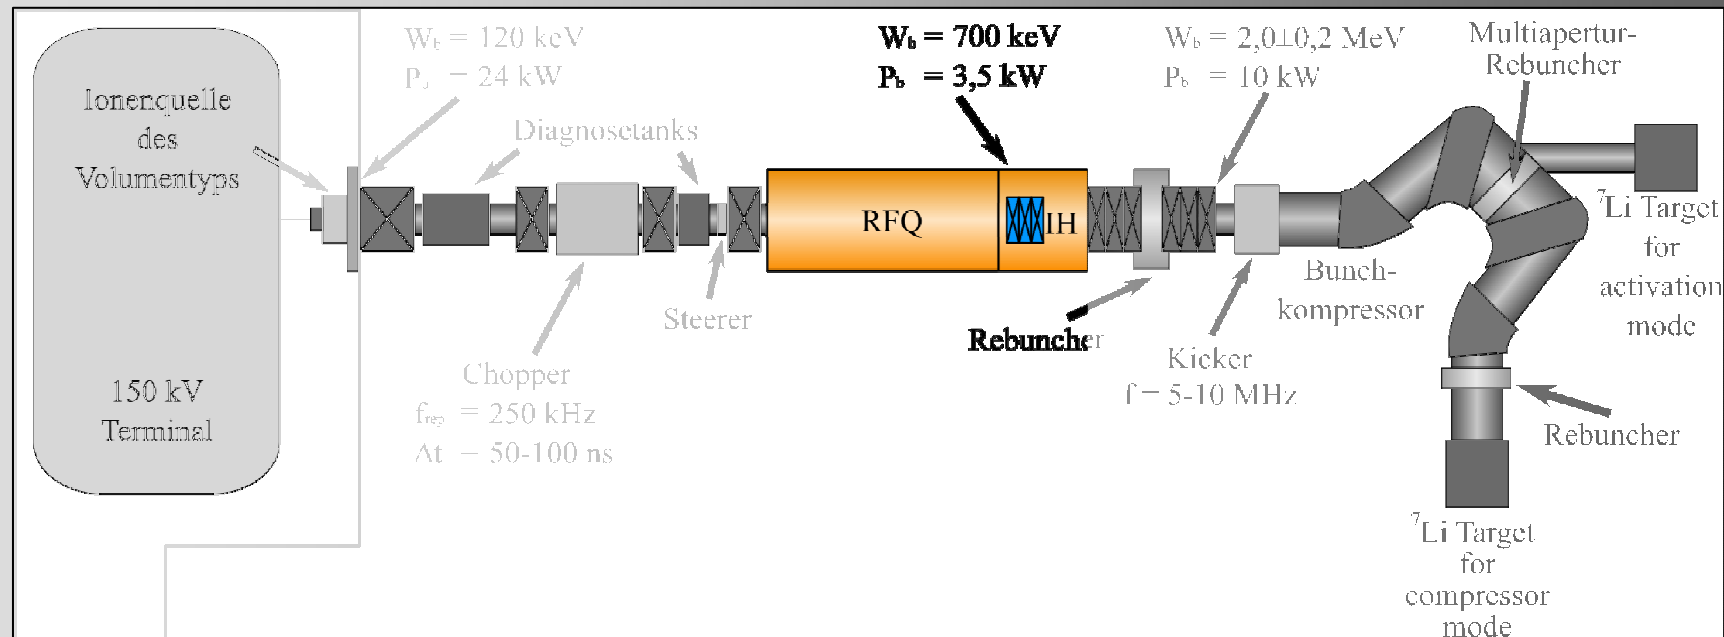 Ionenquelle
des
Volumentyps
150 kV
Terminal
W_b = 120 keV
P_b = 24 kW
Diagnosetanks
Chopper
f_rep = 250 kHz
Δt = 50-100 ns
Steerer
W_b = 700 keV
P_b = 3,5 kW
RFQ
IH
Rebuncher
W_b = 2,0±0,2 MeV
P_b = 10 kW
Kicker
f = 5-10 MHz
Bunch-
kompressor
Multiapertur-
Rebuncher
⁷Li Target
for
activation
mode
Rebuncher
⁷Li Target
for
compressor
mode